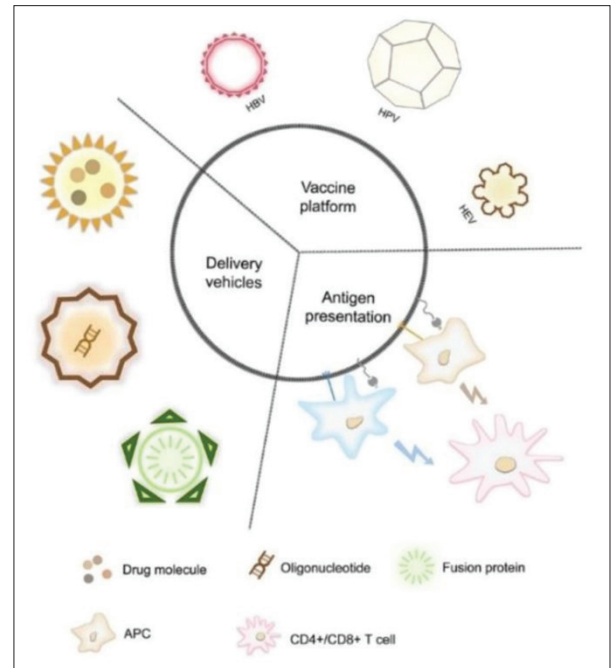 HBV
HPV
HEV
Vaccine
platform
Delivery
vehicles
Antigen
presentation
Drug molecule
Oligonucleotide
Fusion protein
APC
CD4+/CD8+ T cell